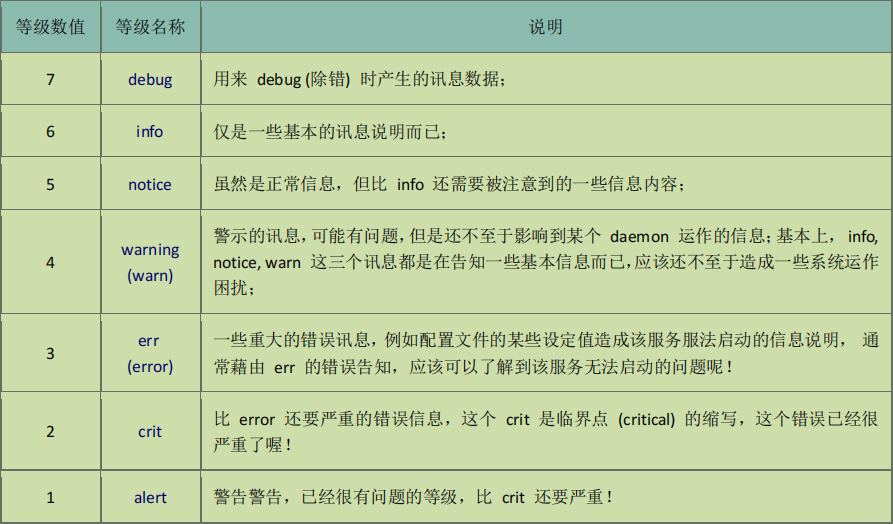 等级数值 等级名称 说明
7 debug 用来 debug (除错) 时产生的讯息数据；
6 info 仅是一些基本的讯息说明而已；
5 notice 虽然是正常信息，但比 info 还需要被注意到的一些信息内容；
4 warning (warn) 警示的讯息，可能有问题，但是还不至于影响到某个 daemon 运作的信息；基本上，info,
notice, warn 这三个讯息都是在告知一些基本信息而已，应该还不至于造成一些系统运作
困扰；
3 err (error) 一些重大的错误讯息，例如配置文件的某些设定值造成该服务服法启动的信息说明， 通
常藉由 err 的错误告知，应该可以了解到该服务无法启动的问题呢！
2 crit 比 error 还要严重的错误信息，这个 crit 是临界点 (critical) 的缩写，这个错误已经很
严重了喔！
1 alert 警告警告，已经很有问题的等级，比 crit 还要严重！